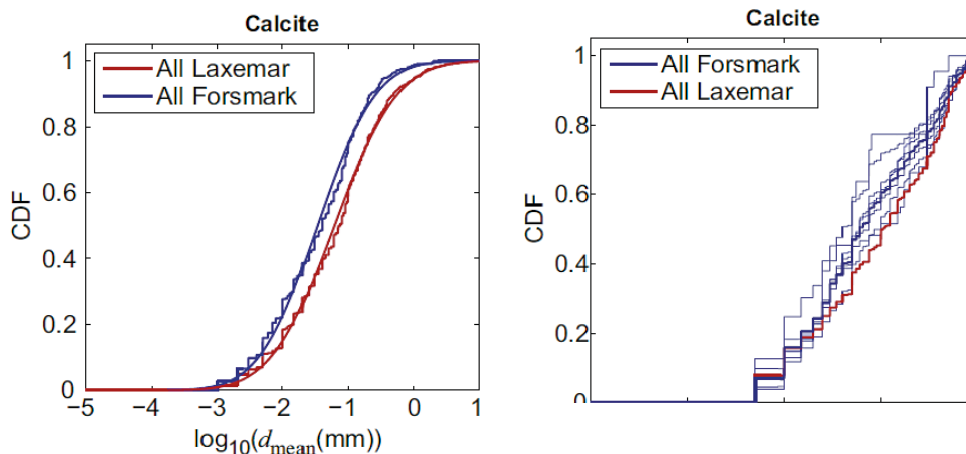 Calcite
All Laxemar
All Forsmark
CDF
1
0.8
0.6
0.4
0.2
0
−5 −4 −3 −2 −1 0 1
log10(dmean(mm))
Calcite
All Forsmark
All Laxemar
CDF
1
0.8
0.6
0.4
0.2
0